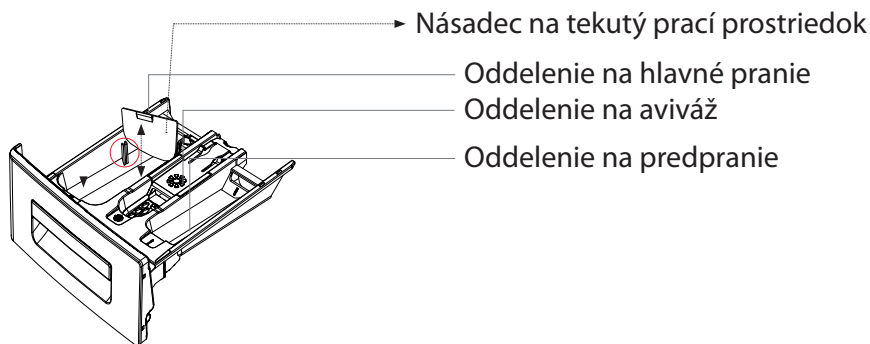 Násadec na tekutý prací prostriedok
Oddelenie na hlavné pranie
Oddelenie na aviváž
Oddelenie na predpranie